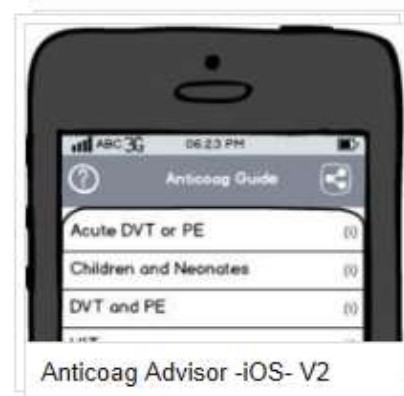 ABC 3G 06:23 PM
Anticoag Guide
Acute DVT or PE (i)
Children and Neonates (i)
DVT and PE (i)
Anticoag Advisor -iOS- V2